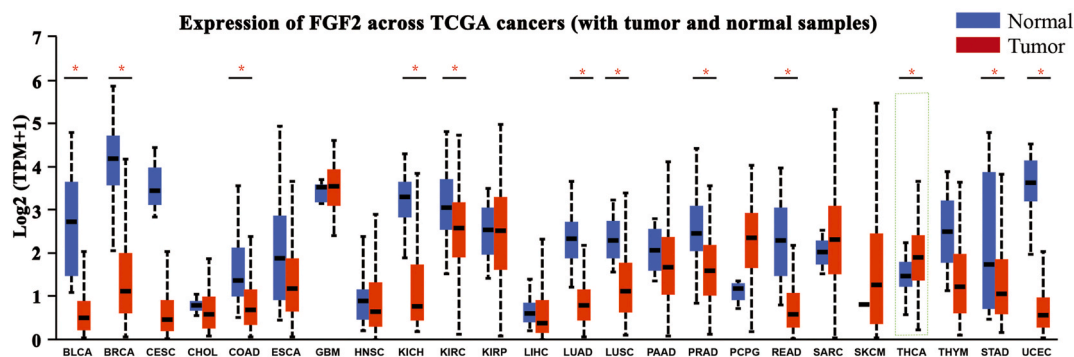 Expression of FGF2 across TCGA cancers (with tumor and normal samples)
Normal
Tumor
Log2 (TPM+1)
7
6
5
4
3
2
1
0
* * * * * * * * * * * *
BLCA BRCA CESC CHOL COAD ESCA GBM HNSC KICH KIRC KIRP LIHC LUAD LUSC PAAD PRAD PCPG READ SARC SKCM THCA THYM STAD UCEC